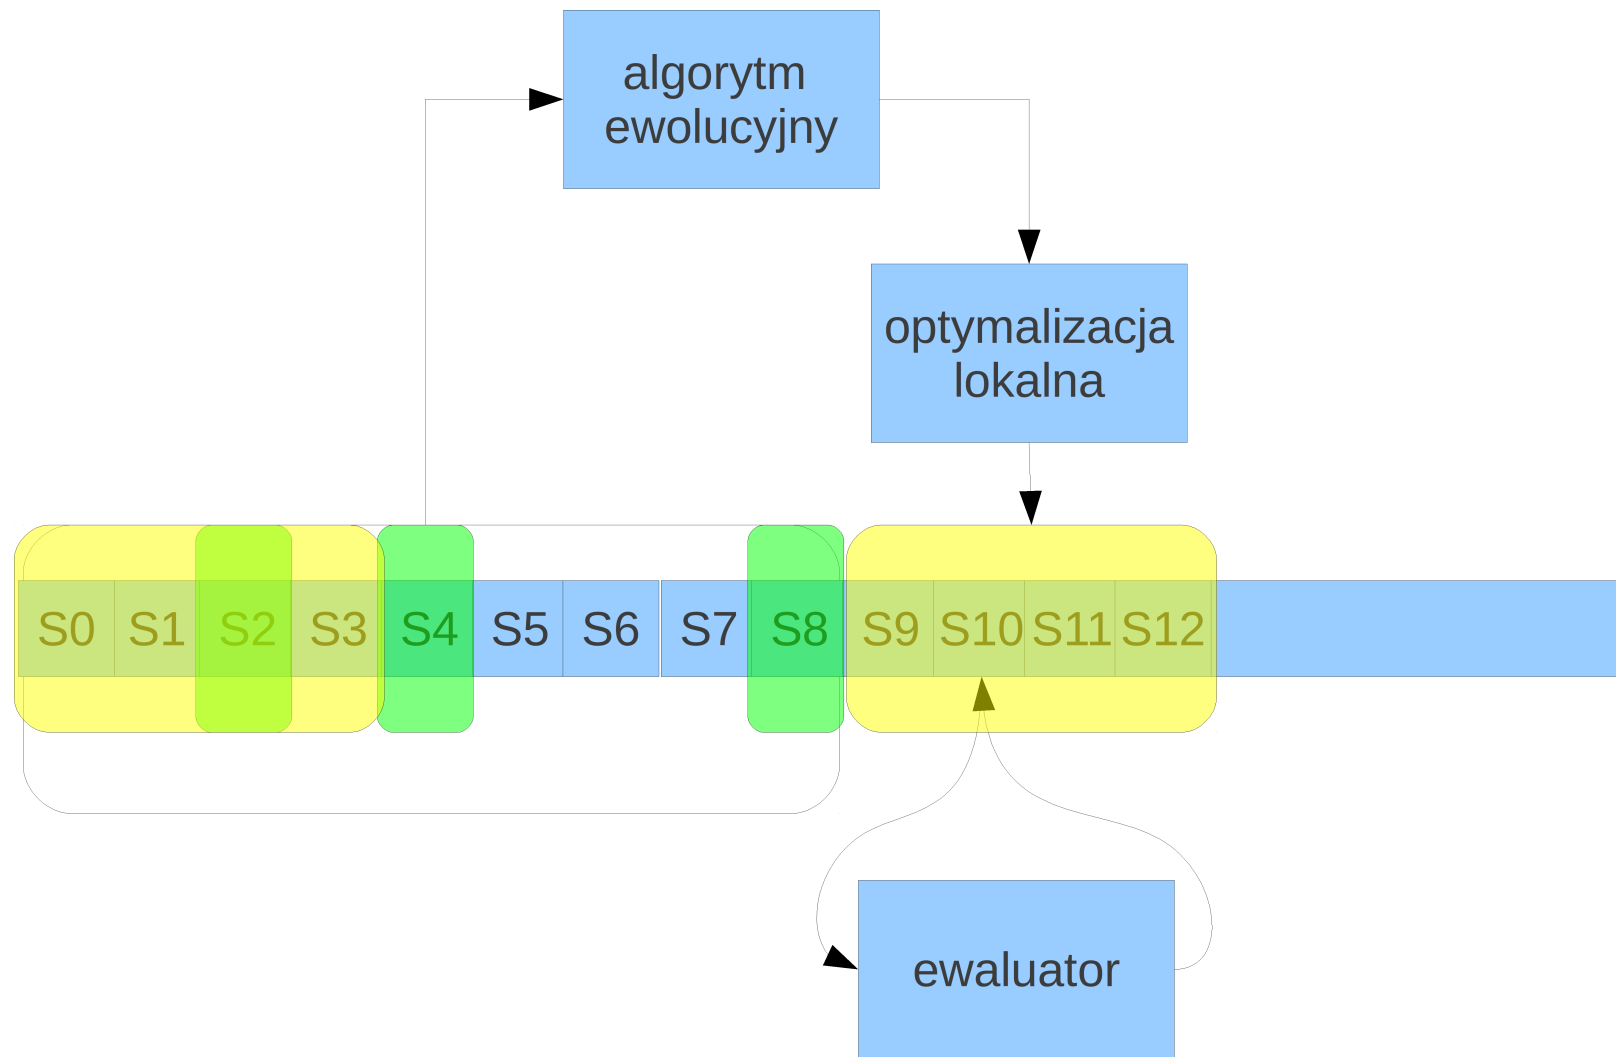 algorytm
ewolucyjny
optymalizacja
lokalna
S0 S1 S2 S3 S4 S5 S6 S7 S8 S9 S10 S11 S12
ewaluator